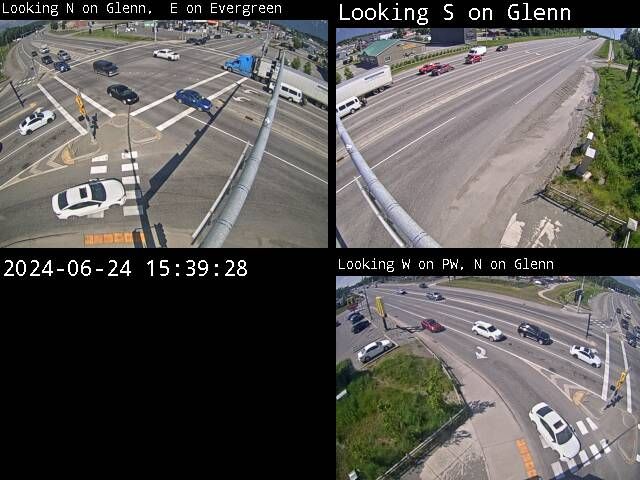 Looking N on Glenn,  E on Evergreen
Looking S on Glenn
2024-06-24 15:39:28
Looking W on PW, N on Glenn